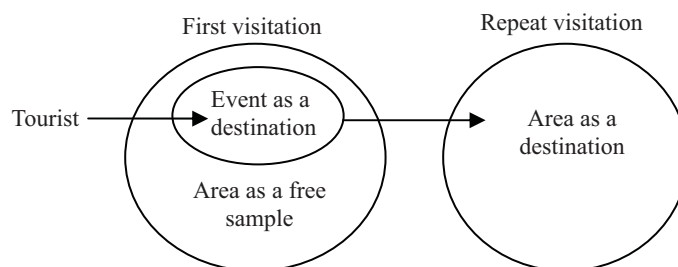 First visitation
Repeat visitation
Tourist
Event as a
destination
Area as a
destination
Area as a free
sample